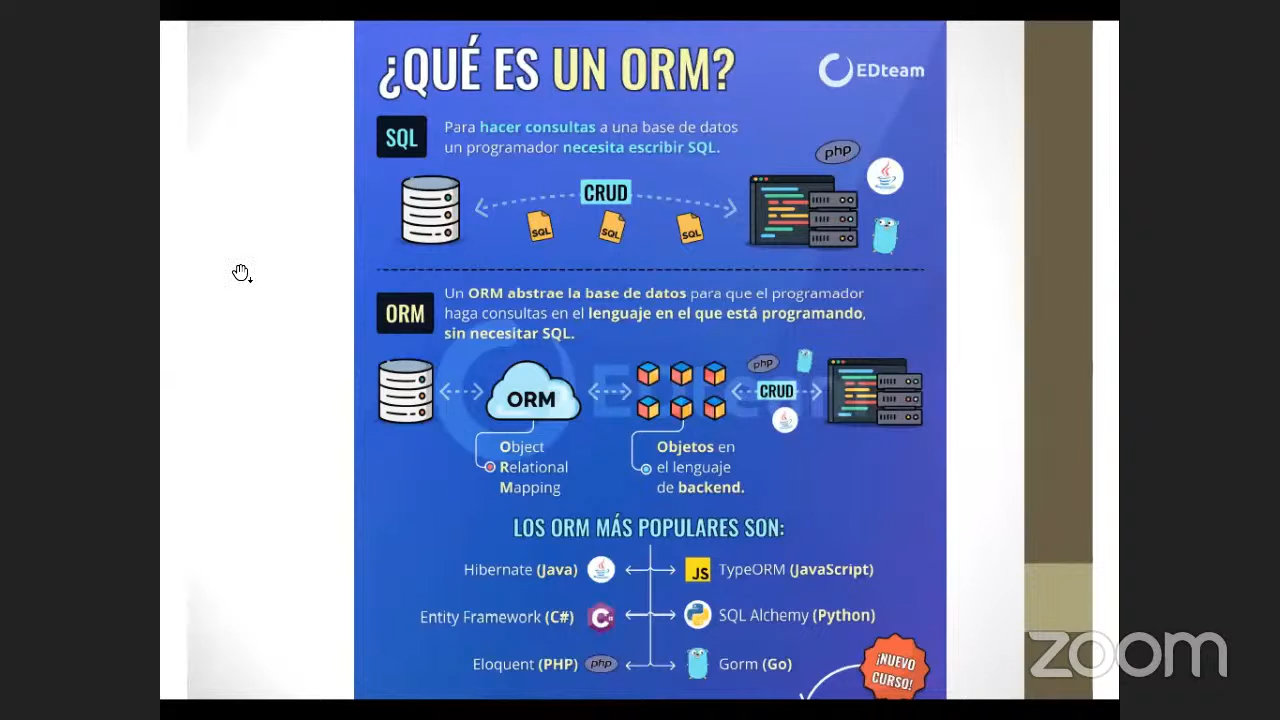 ¿QUÉ ES UN ORM?
EDteam
SQL
Para hacer consultas a una base de datos
un programador necesita escribir SQL.
php
CRUD
SQL
SQL
SQL
ORM
Un ORM abstrae la base de datos para que el programador
haga consultas en el lenguaje en el que está programando,
sin necesitar SQL.
php
ORM
CRUD
EDteam
Object
Relational
Mapping
Objetos en
el lenguaje
de backend.
LOS ORM MÁS POPULARES SON:
Hibernate (Java)
JS
TypeORM (JavaScript)
Entity Framework (C#)
C#
SQL Alchemy (Python)
Eloquent (PHP)
php
Gorm (Go)
¡NUEVO
CURSO!
zoom